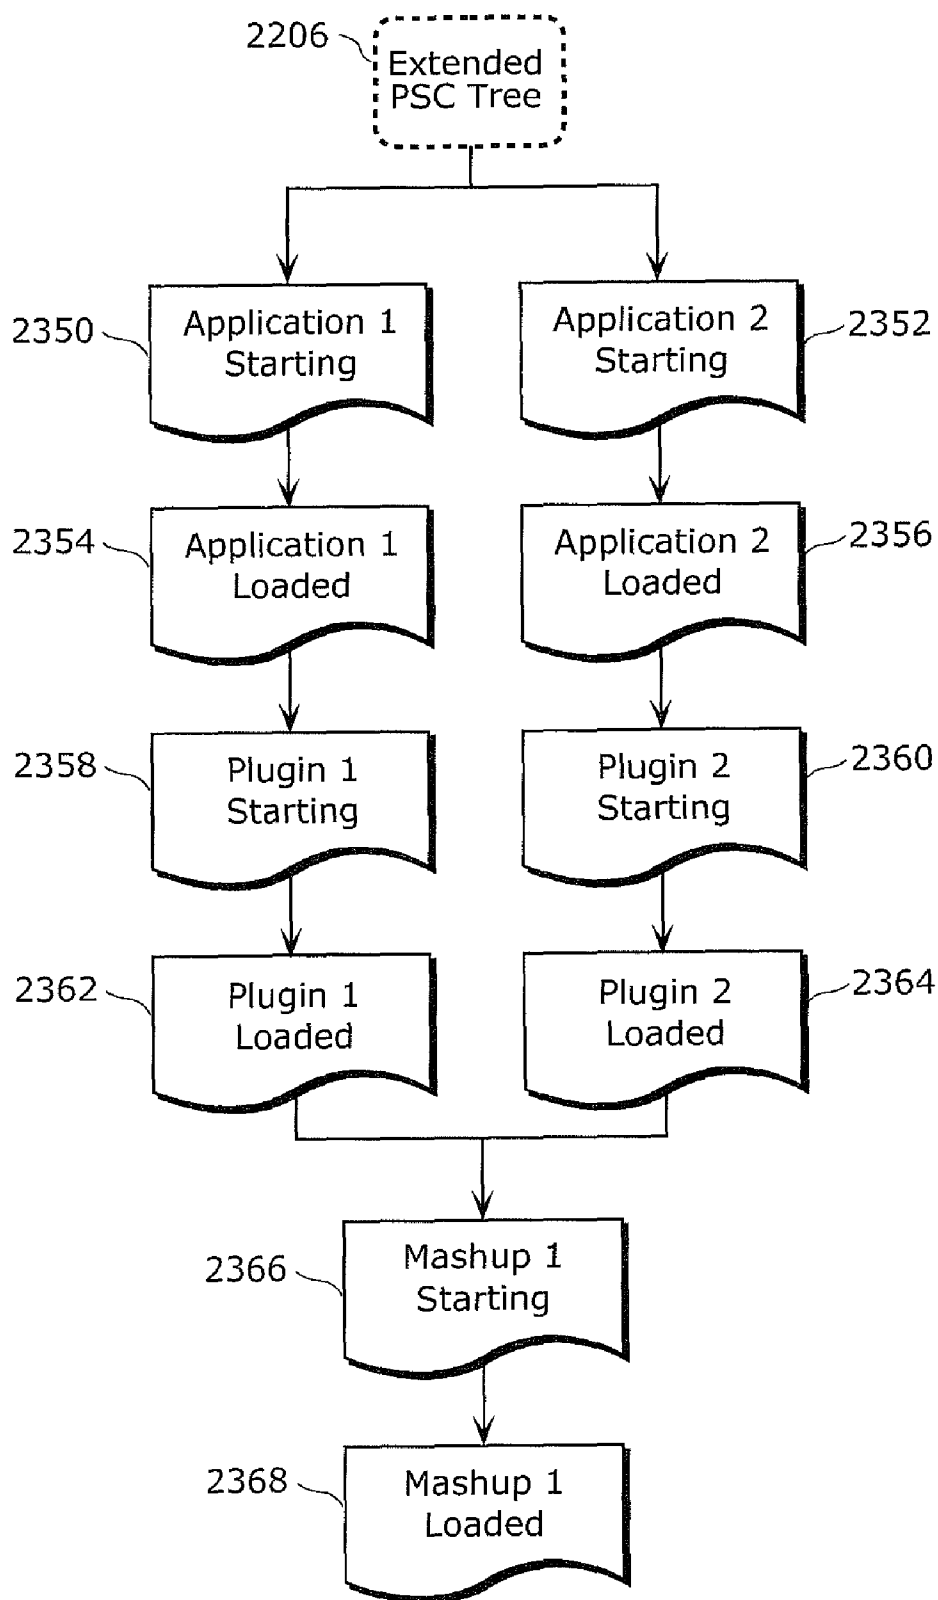 2206
Extended
PSC Tree
2350
Application 1
Starting
Application 2
Starting
2352
2354
Application 1
Loaded
Application 2
Loaded
2356
2358
Plugin 1
Starting
Plugin 2
Starting
2360
2362
Plugin 1
Loaded
Plugin 2
Loaded
2364
2366
Mashup 1
Starting
2368
Mashup 1
Loaded